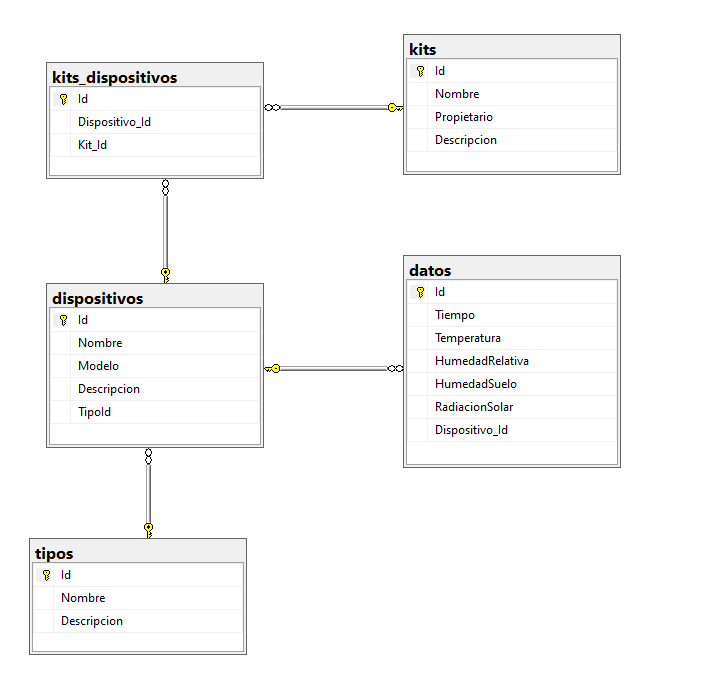 kits_dispositivos
Id
Dispositivo_Id
Kit_Id
kits
Id
Nombre
Propietario
Descripcion
dispositivos
Id
Nombre
Modelo
Descripcion
TipoId
datos
Id
Tiempo
Temperatura
HumedadRelativa
HumedadSuelo
RadiacionSolar
Dispositivo_Id
tipos
Id
Nombre
Descripcion